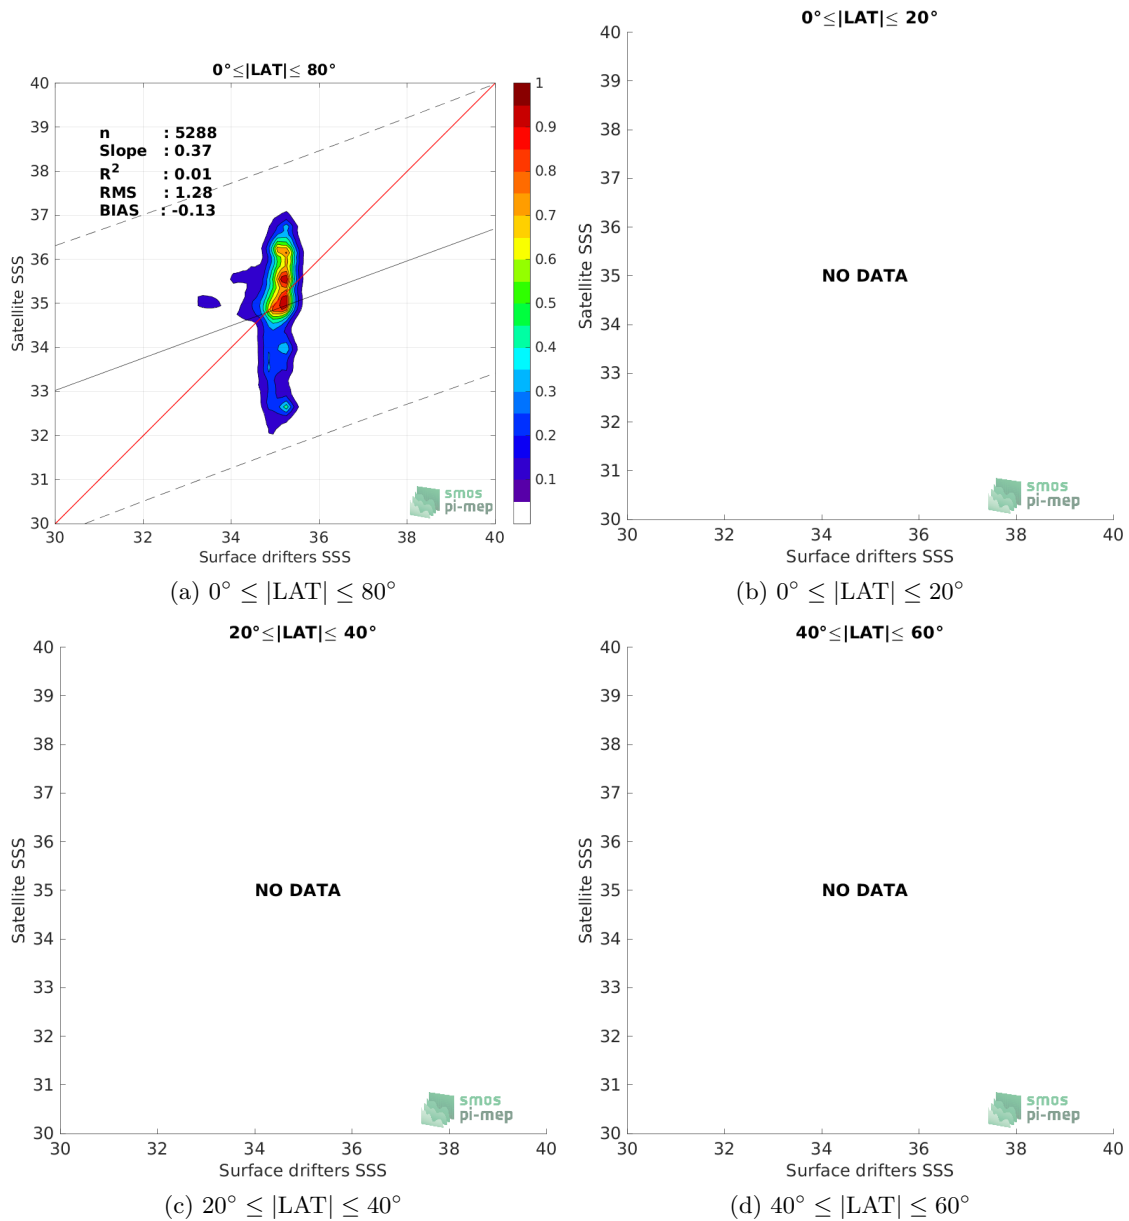 0°≤|LAT|≤ 80°
40
39
38
37
36
35
34
33
32
31
30
Satellite SSS
n : 5288
Slope : 0.37
R² : 0.01
RMS : 1.28
BIAS : -0.13
1
0.9
0.8
0.7
0.6
0.5
0.4
0.3
0.2
0.1
smos
pi-mep
30 32 34 36 38 40
Surface drifters SSS
(a) 0° ≤ |LAT| ≤ 80°
0°≤|LAT|≤ 20°
40
39
38
37
36
35
34
33
32
31
30
Satellite SSS
NO DATA
smos
pi-mep
30 32 34 36 38 40
Surface drifters SSS
(b) 0° ≤ |LAT| ≤ 20°
20°≤|LAT|≤ 40°
40
39
38
37
36
35
34
33
32
31
30
Satellite SSS
NO DATA
smos
pi-mep
30 32 34 36 38 40
Surface drifters SSS
(c) 20° ≤ |LAT| ≤ 40°
40°≤|LAT|≤ 60°
40
39
38
37
36
35
34
33
32
31
30
Satellite SSS
NO DATA
smos
pi-mep
30 32 34 36 38 40
Surface drifters SSS
(d) 40° ≤ |LAT| ≤ 60°